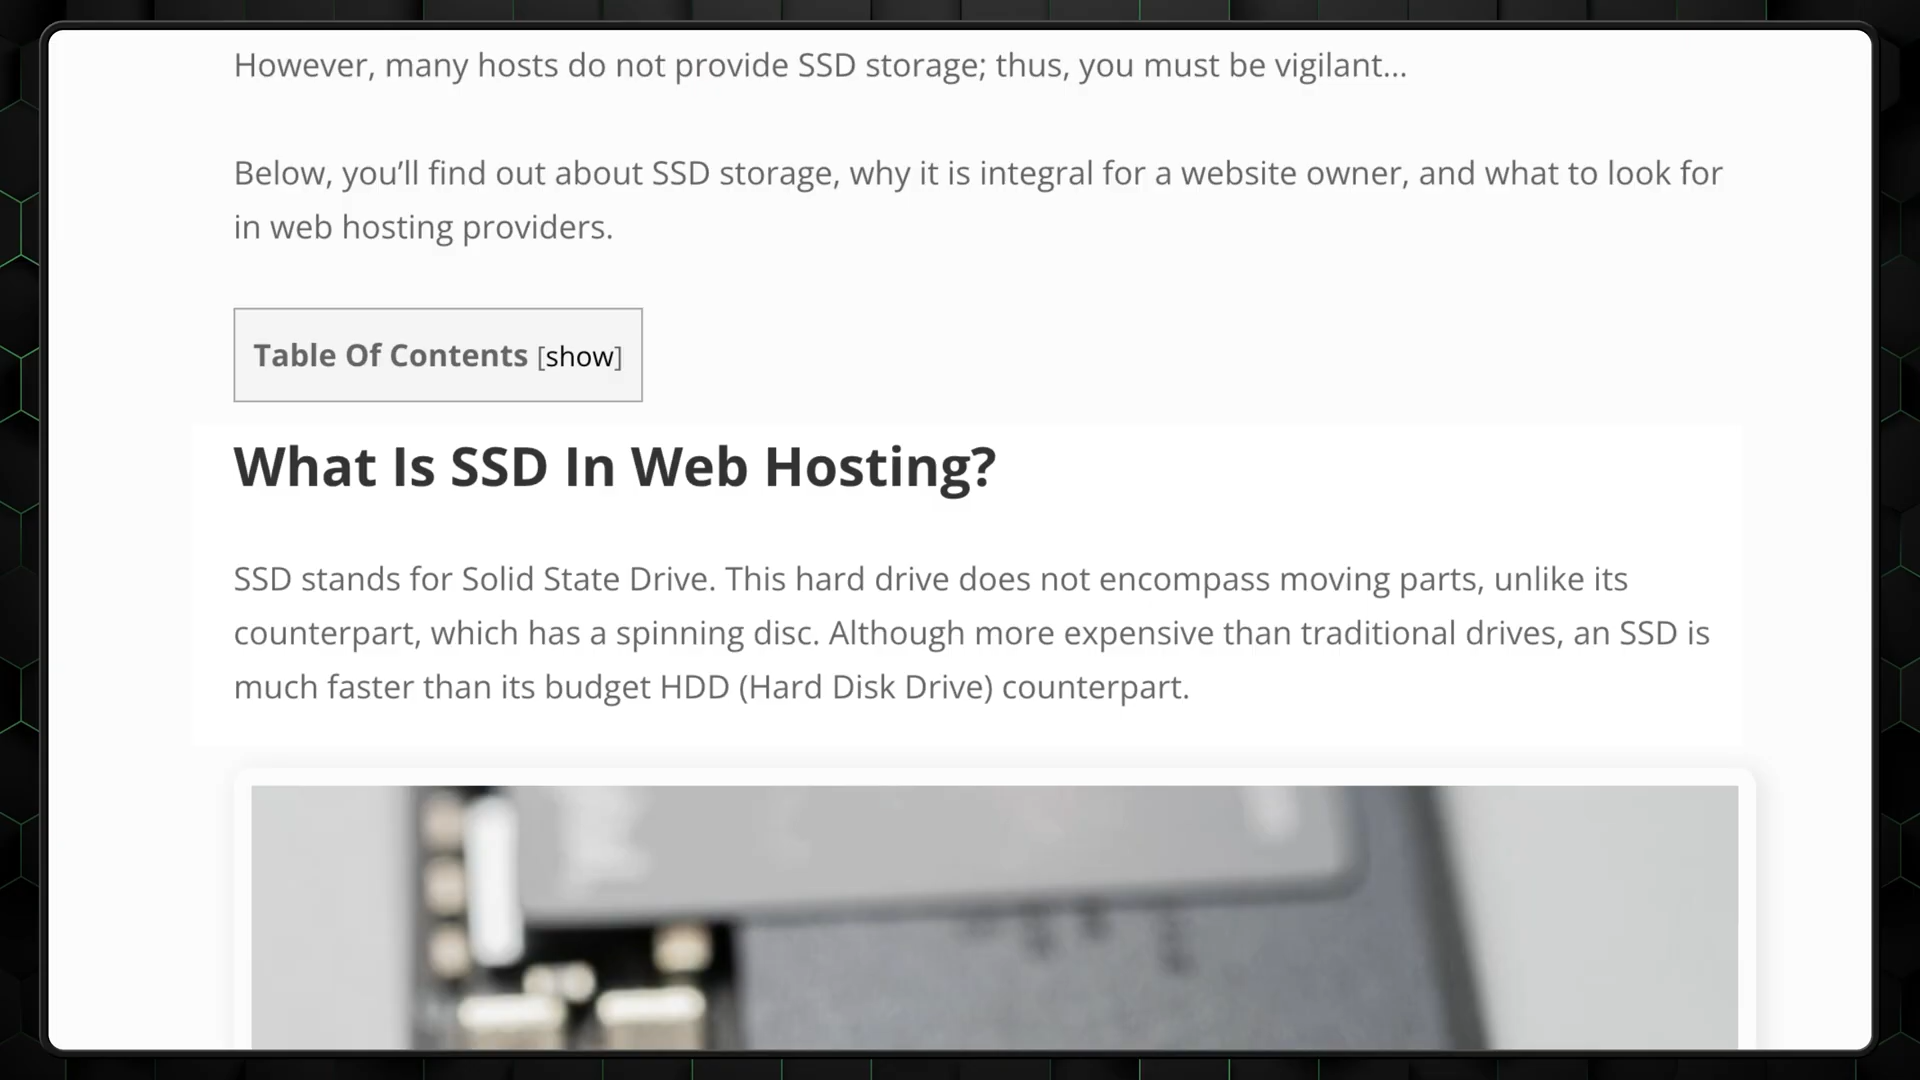 However, many hosts do not provide SSD storage; thus, you must be vigilant...
Below, you’ll find out about SSD storage, why it is integral for a website owner, and what to look for
in web hosting providers.
Table Of Contents [show]
What Is SSD In Web Hosting?
SSD stands for Solid State Drive. This hard drive does not encompass moving parts, unlike its
counterpart, which has a spinning disc. Although more expensive than traditional drives, an SSD is
much faster than its budget HDD (Hard Disk Drive) counterpart.